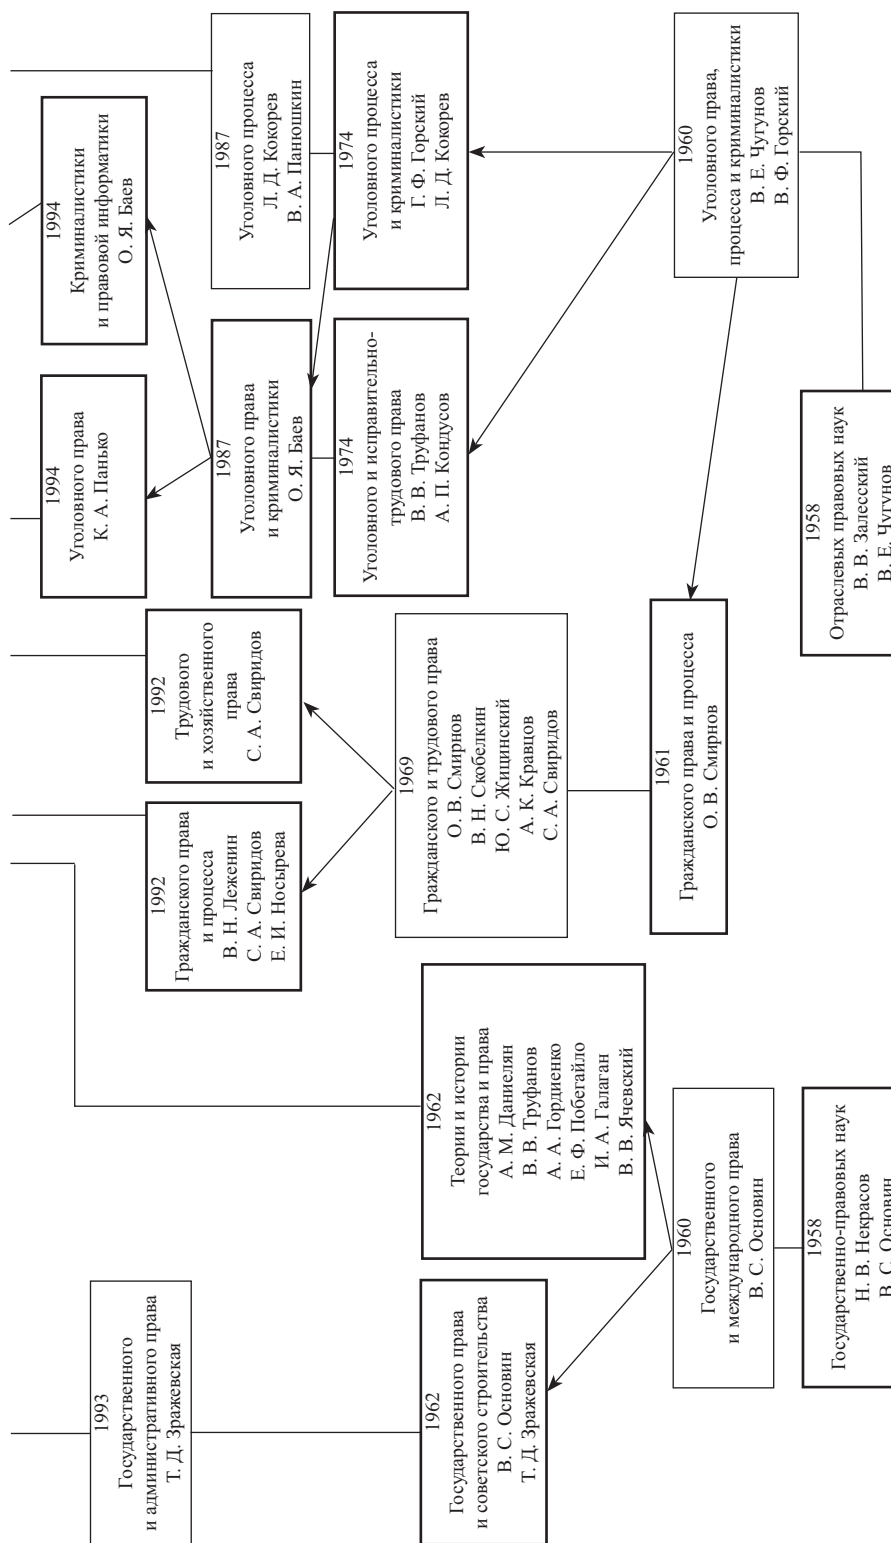 1993
Государственного
и административного права
Т. Д. Зражевская
1962
Государственного права
и советского строительства
В. С. Основин
Т. Д. Зражевская
1962
Теории и истории
государства и права
А. М. Даниелян
В. В. Труфанов
А. А. Гордиенко
Е. Ф. Побегайло
И. А. Галаган
В. В. Ячевский
1960
Государственного
и международного права
В. С. Основин
1958
Государственно-правовых наук
Н. В. Некрасов
В. С. Основин
1992
Гражданского права
и процесса
В. Н. Леженин
С. А. Свиридов
Е. И. Носырева
1992
Трудового
и хозяйственного
права
С. А. Свиридов
1969
Гражданского и трудового права
О. В. Смирнов
В. Н. Скобелкин
Ю. С. Жицинский
А. К. Кравцов
С. А. Свиридов
1961
Гражданского права и процесса
О. В. Смирнов
1994
Уголовного права
К. А. Панько
1994
Криминалистики
и правовой информатики
О. Я. Баев
1987
Уголовного права
и криминалистики
О. Я. Баев
1987
Уголовного процесса
Л. Д. Кокорев
В. А. Панюшкин
1974
Уголовного и исправительно-
трудового права
В. В. Труфанов
А. П. Кондусов
1974
Уголовного процесса
и криминалистики
Г. Ф. Горский
Л. Д. Кокорев
1960
Уголовного права,
процесса и криминалистики
В. Е. Чугунов
В. Ф. Горский
1958
Отраслевых правовых наук
В. В. Залесский
В. Е. Чугунов